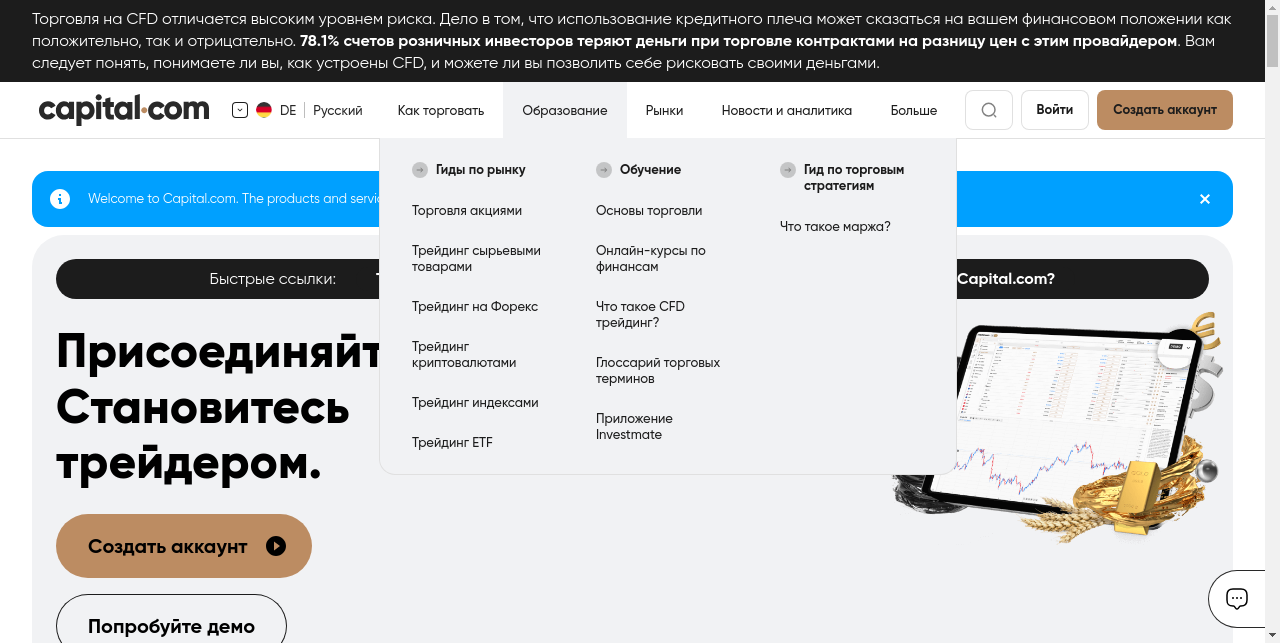 Торговля на CFD отличается высоким уровнем риска. Дело в том, что использование кредитного плеча может сказаться на вашем финансовом положении как
положительно, так и отрицательно. 78.1% счетов розничных инвесторов теряют деньги при торговле контрактами на разницу цен с этим провайдером. Вам
следует понять, понимаете ли вы, как устроены CFD, и можете ли вы позволить себе рисковать своими деньгами.
capital.com
DE Русский
Как торговать
Образование
Рынки
Новости и аналитика
Больше
Войти
Создать аккаунт
Гиды по рынку
Торговля акциями
Трейдинг сырьевыми
товарами
Трейдинг на Форекс
Трейдинг
криптовалютами
Трейдинг индексами
Трейдинг ETF
Обучение
Основы торговли
Онлайн-курсы по
финансам
Что такое CFD
трейдинг?
Глоссарий торговых
терминов
Приложение
Investmate
Гид по торговым
стратегиям
Что такое маржа?
Welcome to Capital.com. The products and
Быстрые ссылки:
Capital.com?
Становитесь
трейдером.
Создать аккаунт
Попробуйте демо